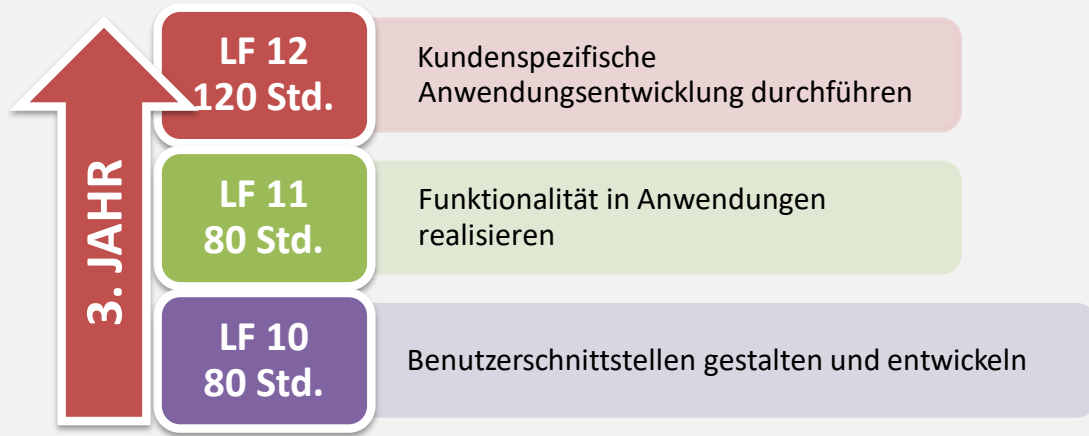 LF 12
120 Std.
Kundenspezifische
Anwendungsentwicklung durchführen
3. JAHR
LF 11
80 Std.
Funktionalität in Anwendungen
realisieren
LF 10
80 Std.
Benutzerschnittstellen gestalten und entwickeln